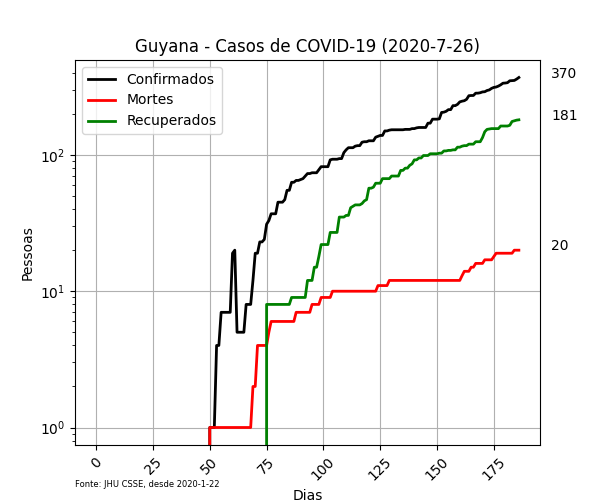 Guyana - Casos de COVID-19 (2020-7-26)
Confirmados
Mortes
Recuperados
370
181
20
10²
10¹
10⁰
Pessoas
0
25
50
75
100
125
150
175
Fonte: JHU CSSE, desde 2020-1-22
Dias